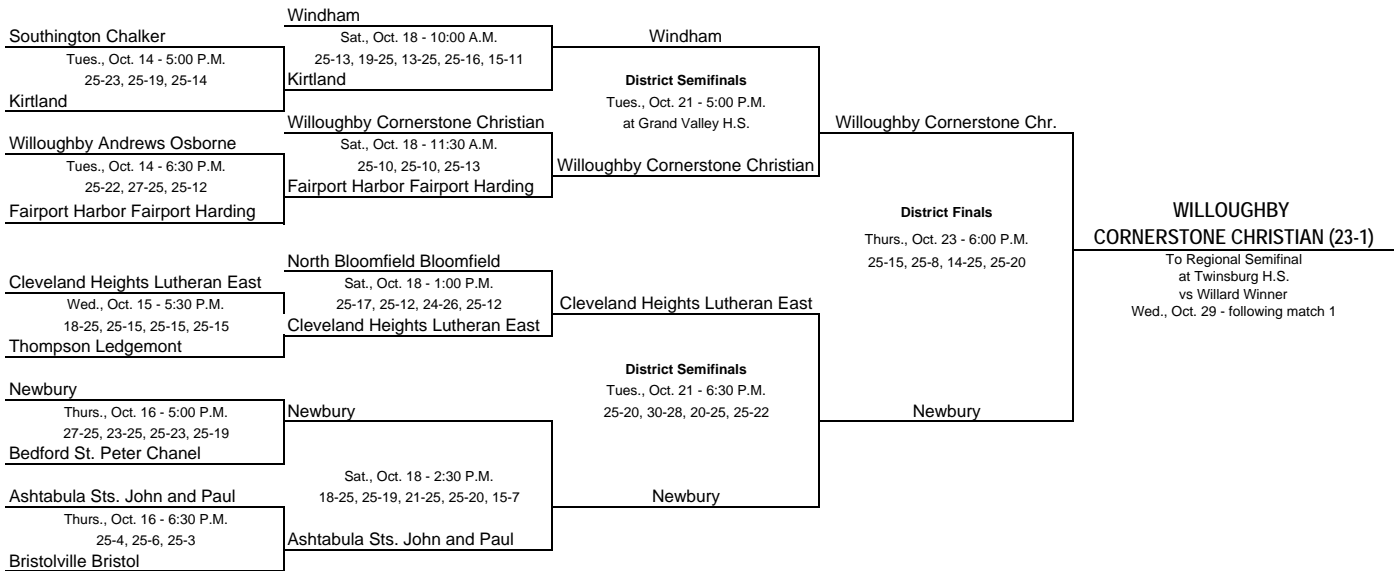 Windham
Southington Chalker
Sat., Oct. 18 - 10:00 A.M.
Windham
Tues., Oct. 14 - 5:00 P.M.
25-13, 19-25, 13-25, 25-16, 15-11
25-23, 25-19, 25-14
Kirtland
District Semifinals
Kirtland
Tues., Oct. 21 - 5:00 P.M.
at Grand Valley H.S.
Willoughby Cornerstone Christian
Willoughby Cornerstone Chr.
Willoughby Andrews Osborne
Sat., Oct. 18 - 11:30 A.M.
Tues., Oct. 14 - 6:30 P.M.
25-10, 25-10, 25-13
Willoughby Cornerstone Christian
25-22, 27-25, 25-12
Fairport Harbor Fairport Harding
Fairport Harbor Fairport Harding
District Finals
WILLOUGHBY
Thurs., Oct. 23 - 6:00 P.M.
CORNERSTONE CHRISTIAN (23-1)
25-15, 25-8, 14-25, 25-20
To Regional Semifinal
at Twinsburg H.S.
vs Willard Winner
Wed., Oct. 29 - following match 1
North Bloomfield Bloomfield
Cleveland Heights Lutheran East
Sat., Oct. 18 - 1:00 P.M.
Wed., Oct. 15 - 5:30 P.M.
25-17, 25-12, 24-26, 25-12
Cleveland Heights Lutheran East
18-25, 25-15, 25-15, 25-15
Cleveland Heights Lutheran East
Thompson Ledgemont
District Semifinals
Newbury
Tues., Oct. 21 - 6:30 P.M.
Thurs., Oct. 16 - 5:00 P.M.
Newbury
25-20, 30-28, 20-25, 25-22
Newbury
27-25, 23-25, 25-23, 25-19
Bedford St. Peter Chanel
Sat., Oct. 18 - 2:30 P.M.
Ashtabula Sts. John and Paul
18-25, 25-19, 21-25, 25-20, 15-7
Newbury
Thurs., Oct. 16 - 6:30 P.M.
25-4, 25-6, 25-3
Ashtabula Sts. John and Paul
Bristolville Bristol